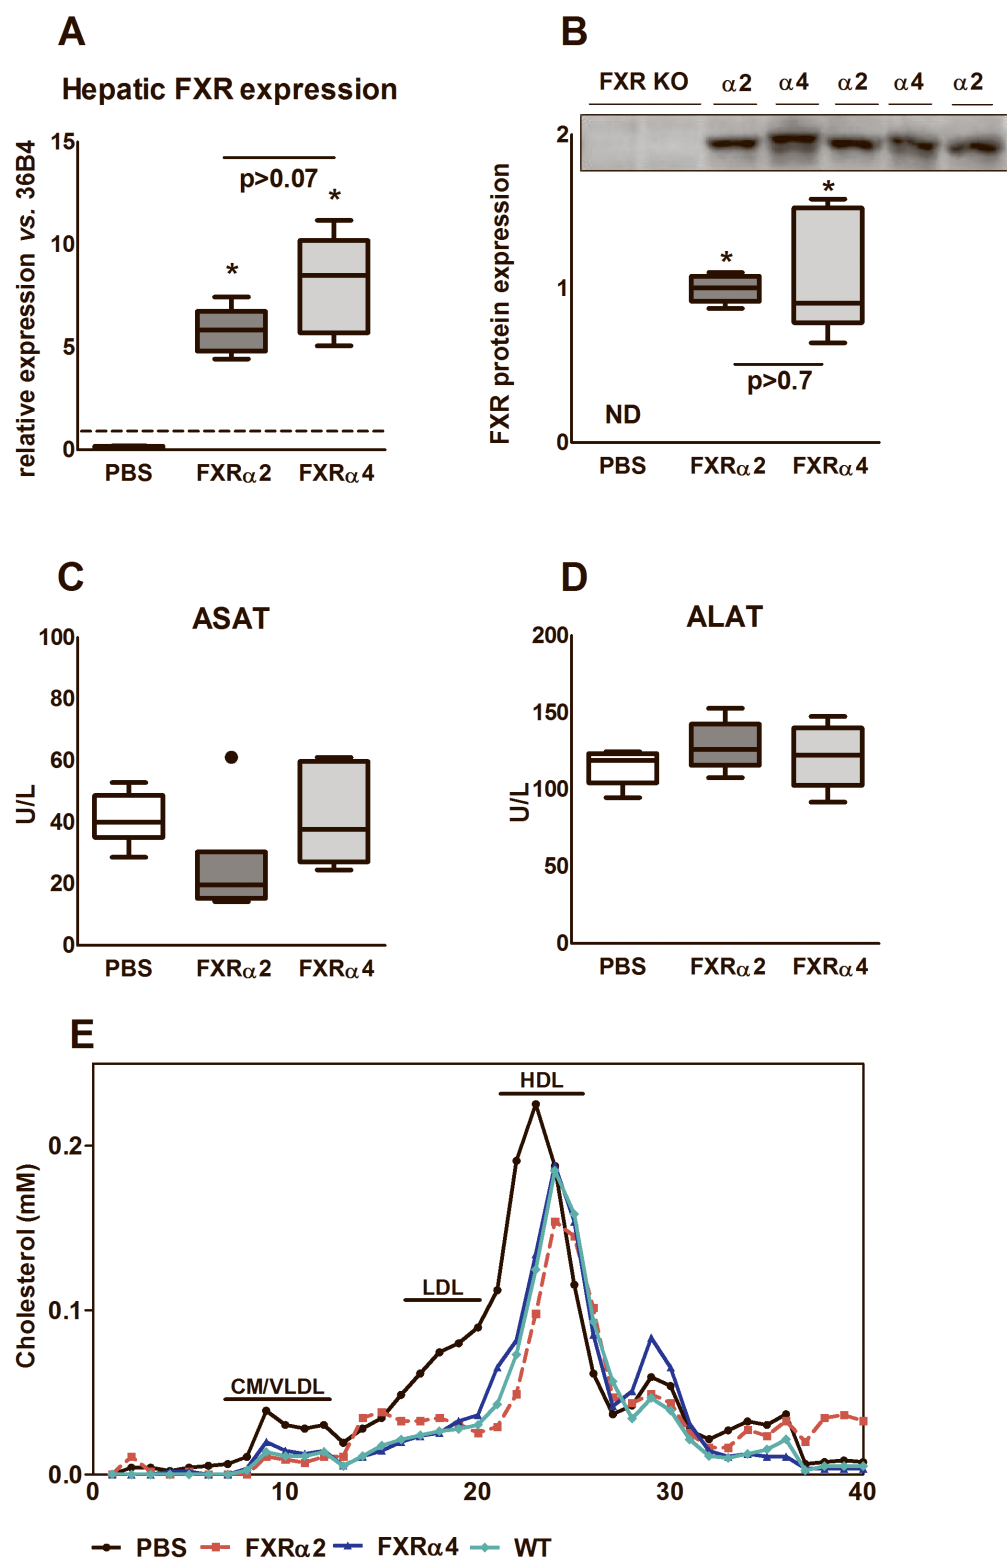 A
Hepatic FXR expression
relative expression vs. 36B4
15
10
5
0
p>0.07
*
*
PBS
FXRα2
FXRα4
B
FXR KO
α2
α4
α2
α4
α2
FXR protein expression
2
1
0
*
*
p>0.7
ND
PBS
FXRα2
FXRα4
C
ASAT
U/L
100
80
60
40
20
0
PBS
FXRα2
FXRα4
D
ALAT
U/L
200
150
100
50
0
PBS
FXRα2
FXRα4
E
Cholesterol (mM)
0.2
0.1
0.0
CM/VLDL
LDL
HDL
0
10
20
30
40
PBS
FXRα2
FXRα4
WT